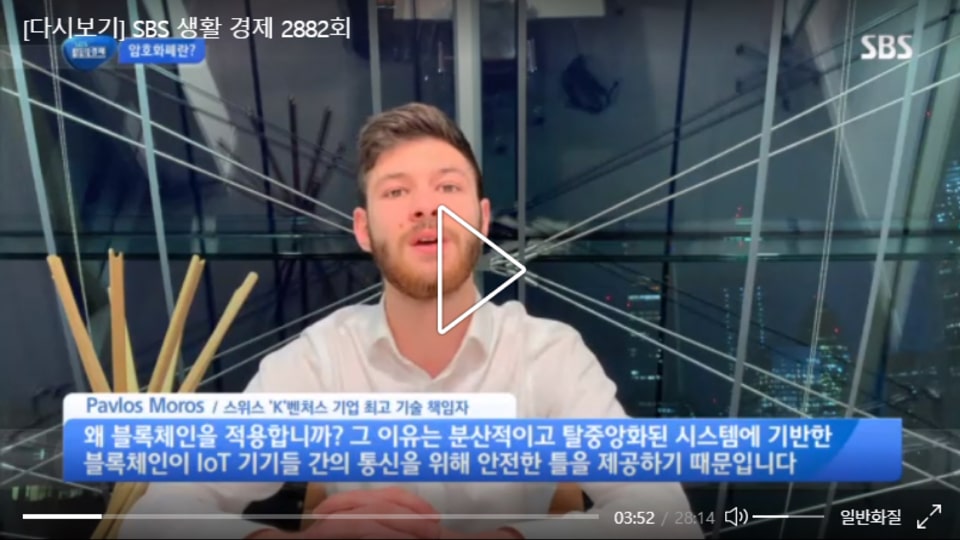 [다시보기] SBS 생활 경제 2882회
암호화폐란?
SBS
Pavlos Moros / 스위스 'K'벤처스 기업 최고 기술 책임자
왜 블록체인을 적용합니까? 그 이유는 분산적이고 탈중앙화된 시스템에 기반한
블록체인이 IoT 기기들 간의 통신을 위해 안전한 틀을 제공하기 때문입니다
03:52 / 28:14 일반화질